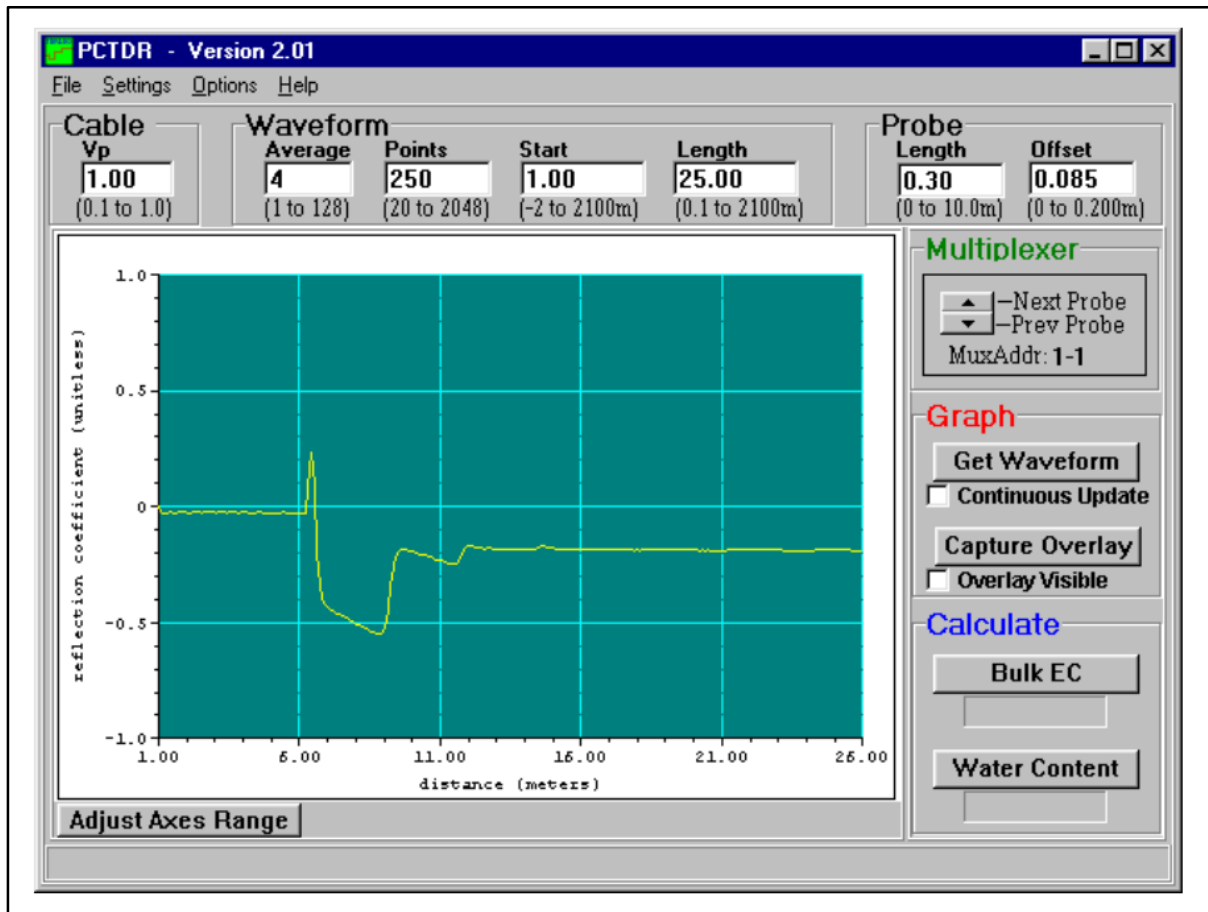 PCTDR - Version 2.01
File Settings Options Help
Cable
Vp
1.00
(0.1 to 1.0)
Waveform
Average Points Start Length
4 250 1.00 25.00
(1 to 128) (20 to 2048) (-2 to 2100m) (0.1 to 2100m)
Probe
Length Offset
0.30 0.085
(0 to 10.0m) (0 to 0.200m)
reflection coefficient (unitless)
1.0
0.5
0
-0.5
-1.0
1.00 6.00 11.00 16.00 21.00 26.00
distance (meters)
Adjust Axes Range
Multiplexer
Next Probe
Prev Probe
MuxAddr: 1-1
Graph
Get Waveform
Continuous Update
Capture Overlay
Overlay Visible
Calculate
Bulk EC
Water Content